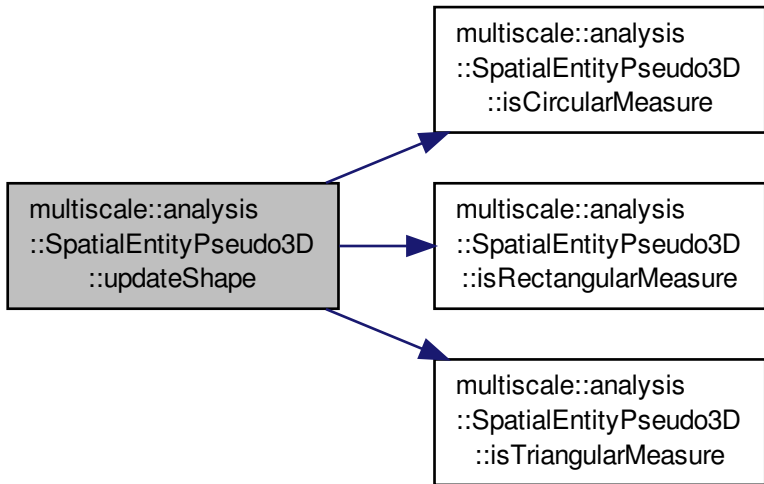 multiscale::analysis
::SpatialEntityPseudo3D
::updateShape
multiscale::analysis
::SpatialEntityPseudo3D
::isCircularMeasure
multiscale::analysis
::SpatialEntityPseudo3D
::isRectangularMeasure
multiscale::analysis
::SpatialEntityPseudo3D
::isTriangularMeasure